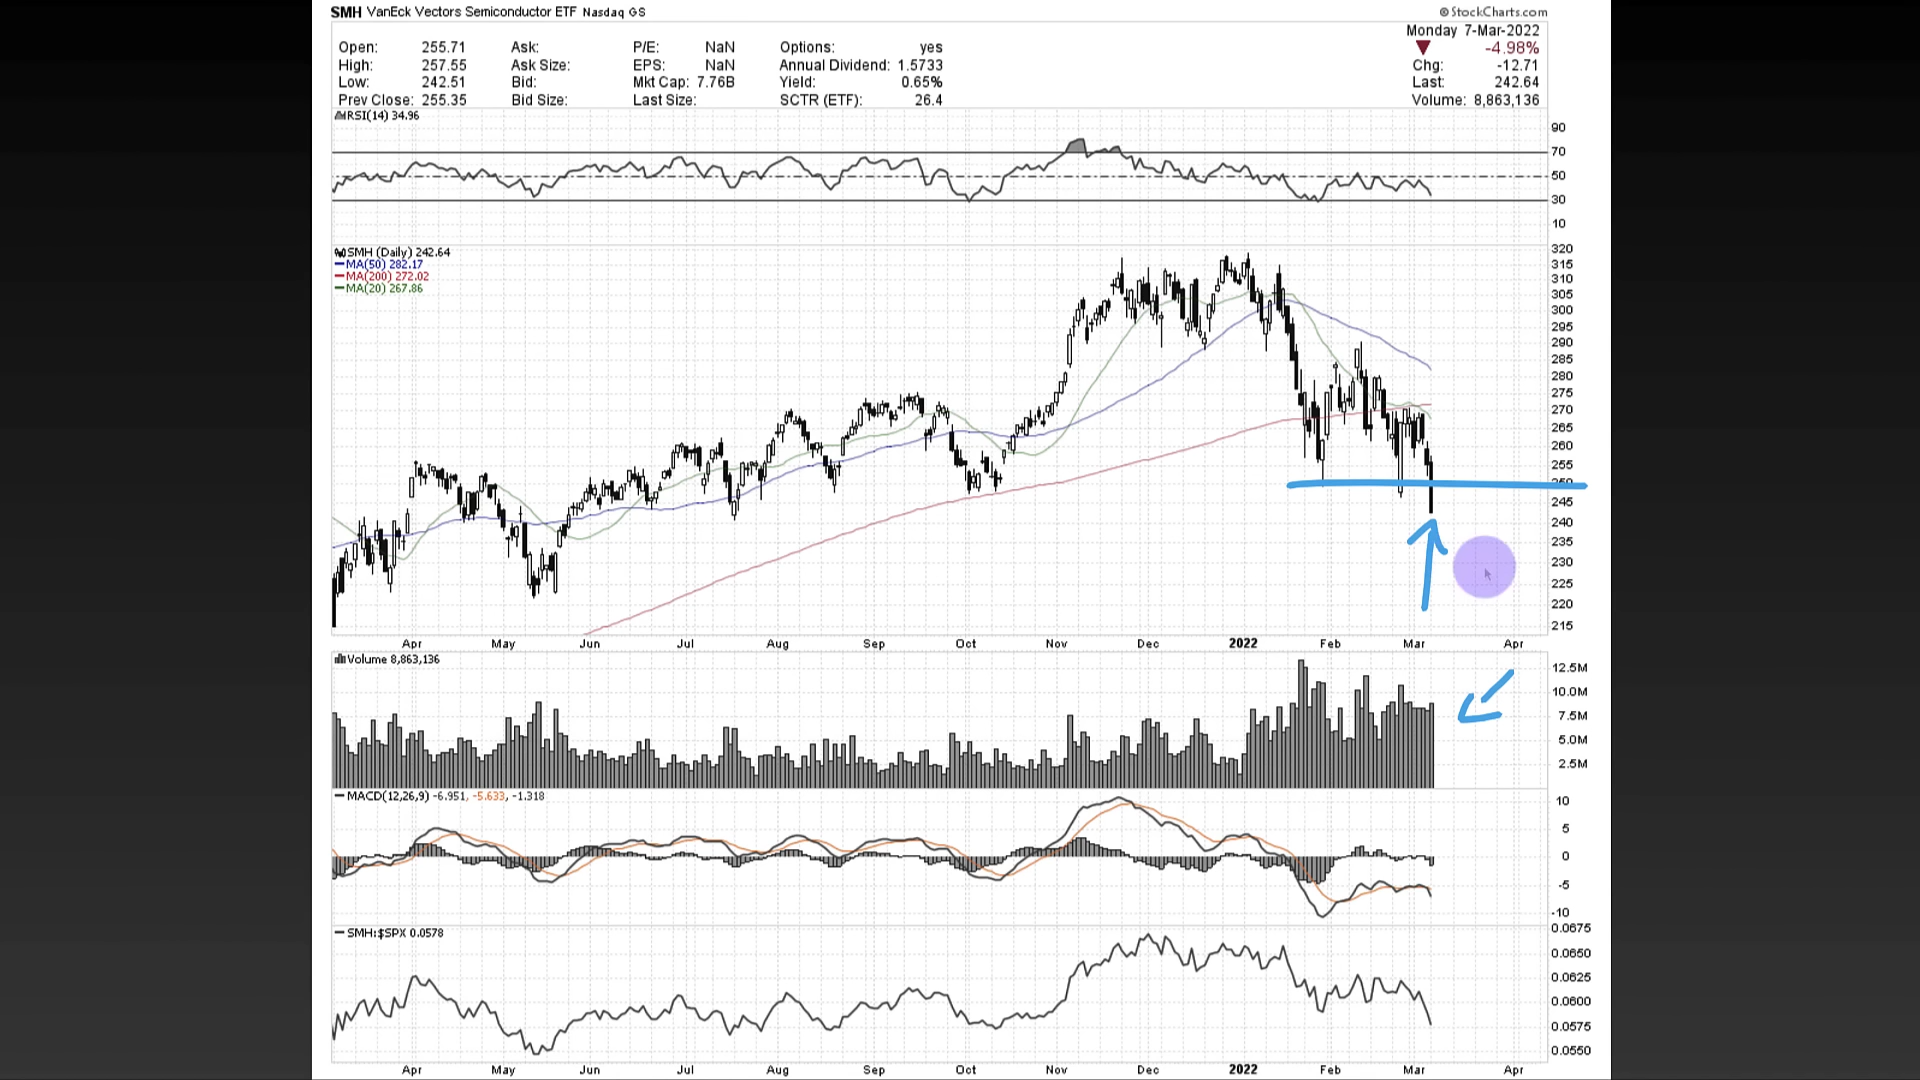 SMH VanEck Vectors Semiconductor ETF Nasdaq GS
© StockCharts.com
Monday 7-Mar-2022
Open: 255.71 Ask: P/E: NaN Options: yes
-4.98%
High: 257.55 Ask Size: EPS: NaN Annual Dividend: 1.5733
Chg: -12.71
Low: 242.51 Bid: Mkt Cap: 7.76B Yield: 0.65%
Last: 242.64
Prev Close: 255.35 Bid Size: Last Size: SCTR (ETF): 26.4
Volume: 8,863,136
RSI(14) 34.96
90
70
50
30
10
SMH (Daily) 242.64
MA(50) 282.17
MA(200) 272.02
MA(20) 267.86
320
315
310
305
300
295
290
285
280
275
270
265
260
255
245
240
235
230
225
220
215
Apr May Jun Jul Aug Sep Oct Nov Dec 2022 Feb Mar Apr
Volume 8,863,136
12.5M
10.0M
7.5M
5.0M
2.5M
MACD(12,26,9) -6.951, -5.633, -1.318
10
5
0
-5
-10
SMH:$SPX 0.0578
0.0675
0.0650
0.0625
0.0600
0.0575
0.0550
Apr May Jun Jul Aug Sep Oct Nov Dec 2022 Feb Mar Apr